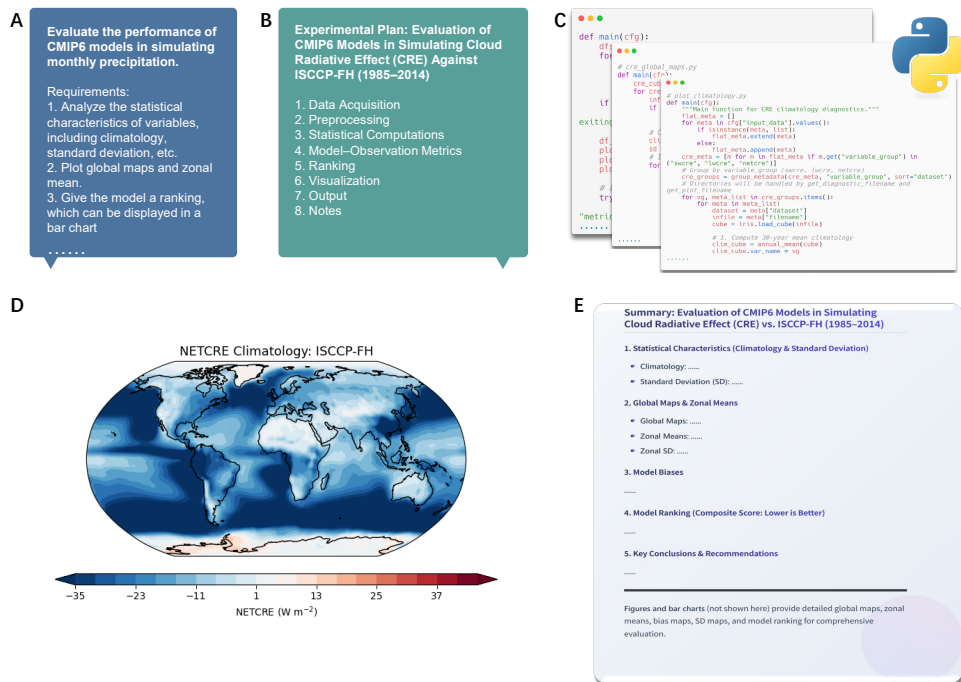 A
Evaluate the performance of
CMIP6 models in simulating
monthly precipitation.
Requirements:
1. Analyze the statistical
characteristics of variables,
including climatology,
standard deviation, etc.
2. Plot global maps and zonal
mean.
3. Give the model a ranking,
which can be displayed in a
bar chart
......
B
Experimental Plan: Evaluation of
CMIP6 Models in Simulating Cloud
Radiative Effect (CRE) Against
ISCCP-FH (1985–2014)
1. Data Acquisition
2. Preprocessing
3. Statistical Computations
4. Model–Observation Metrics
5. Ranking
6. Visualization
7. Output
8. Notes
C
def main(cfg):
exiting
"metric
......
# cre_global_maps.py
def main(cfg):
cre_cub
for cre
inf
if
......
# plot_climatology.py
def main(cfg):
"""Main function for CRE climatology diagnostics."""
flat_meta = []
for meta in cfg["input_data"].values():
if isinstance(meta, list):
flat_meta.extend(meta)
else:
flat_meta.append(meta)
cre_meta = [m for m in flat_meta if m.get("variable_group") in
("swcre", "lwcre", "netcre")]
# Group by variable_group (swcre, lwcre, netcre)
cre_groups = group_metadata(cre_meta, "variable_group", sort="dataset")
# Directories will be handled by get_diagnostic_filename and
get_plot_filename
for vg, meta_list in cre_groups.items():
for meta in meta_list:
dataset = meta["dataset"]
infile = meta["filename"]
cube = iris.load_cube(infile)
# 1. Compute 30-year mean climatology
clim_cube = annual_mean(cube)
clim_cube.var_name = vg
......
D
NETCRE Climatology: ISCCP-FH
−35 −23 −11 1 13 25 37
NETCRE (W m⁻²)
E
Summary: Evaluation of CMIP6 Models in Simulating
Cloud Radiative Effect (CRE) vs. ISCCP-FH (1985–2014)
1. Statistical Characteristics (Climatology & Standard Deviation)
Climatology: ......
Standard Deviation (SD): ......
2. Global Maps & Zonal Means
Global Maps: ......
Zonal Means: ......
Zonal SD: ......
3. Model Biases
......
4. Model Ranking (Composite Score: Lower is Better)
......
5. Key Conclusions & Recommendations
......
Figures and bar charts (not shown here) provide detailed global maps, zonal
means, bias maps, SD maps, and model ranking for comprehensive
evaluation.